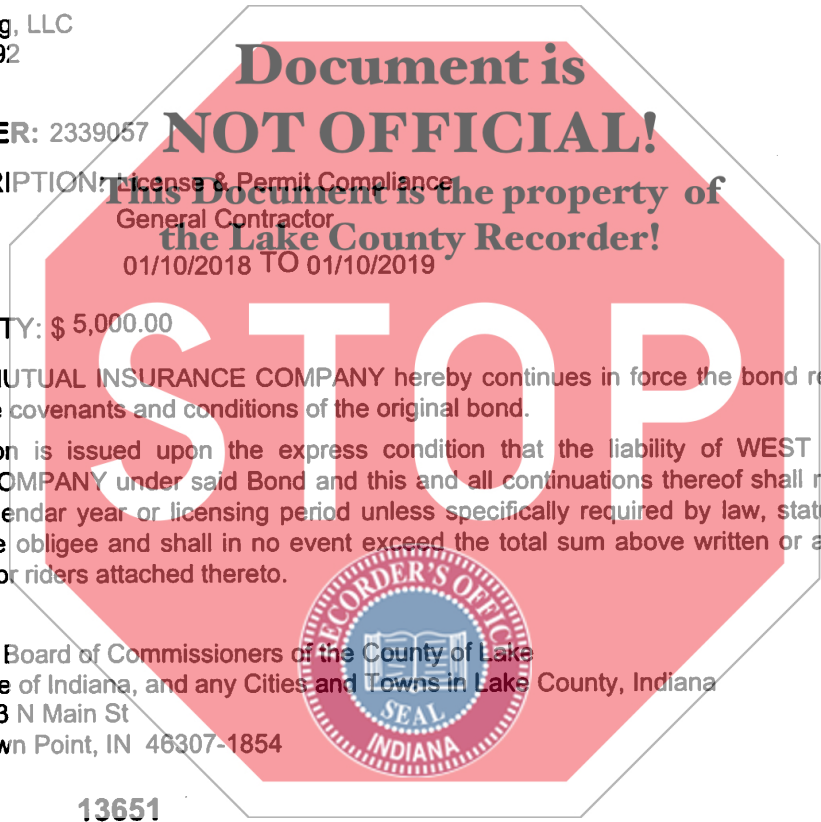 g, LLC
92
Document is
NOT OFFICIAL!
ER: 2339057
RIPTION: License & Permit Compliance
This Document is the property of
General Contractor
the Lake County Recorder!
01/10/2018 TO 01/10/2019
STOP
TY: $ 5,000.00
MUTUAL INSURANCE COMPANY hereby continues in force the bond re
e covenants and conditions of the original bond.
on is issued upon the express condition that the liability of WEST
OMPANY under said Bond and this and all continuations thereof shall n
endar year or licensing period unless specifically required by law, statu
e obligee and shall in no event exceed the total sum above written or a
or riders attached thereto.
RECORDER'S OFFICE
Board of Commissioners of the County of Lake
e of Indiana, and any Cities and Towns in Lake County, Indiana
3 N Main St
SEAL
wn Point, IN 46307-1854
INDIANA
13651